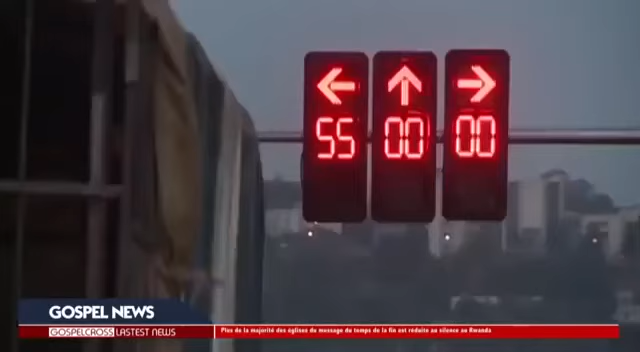 ← ↑ →
55 00 00
GOSPEL NEWS
GOSPELCROSS LASTEST NEWS
Plus de la majorité des églises du message du temps de la fin est réduite au silence au Rwanda